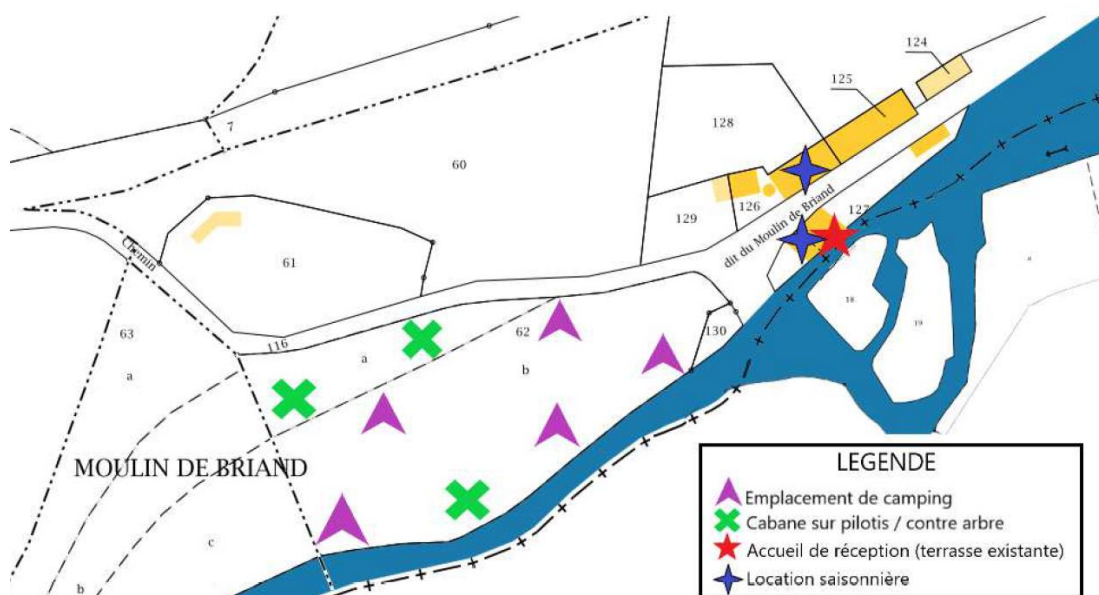 124
125
7
128
60
126
129
127
dit du Moulin de Briand
Chemin
61
63
116
62
130
18
19
a
a
a
b
MOULIN DE BRIAND
c
b
LEGENDE
Emplacement de camping
Cabane sur pilotis / contre arbre
Accueil de réception (terrasse existante)
Location saisonnière